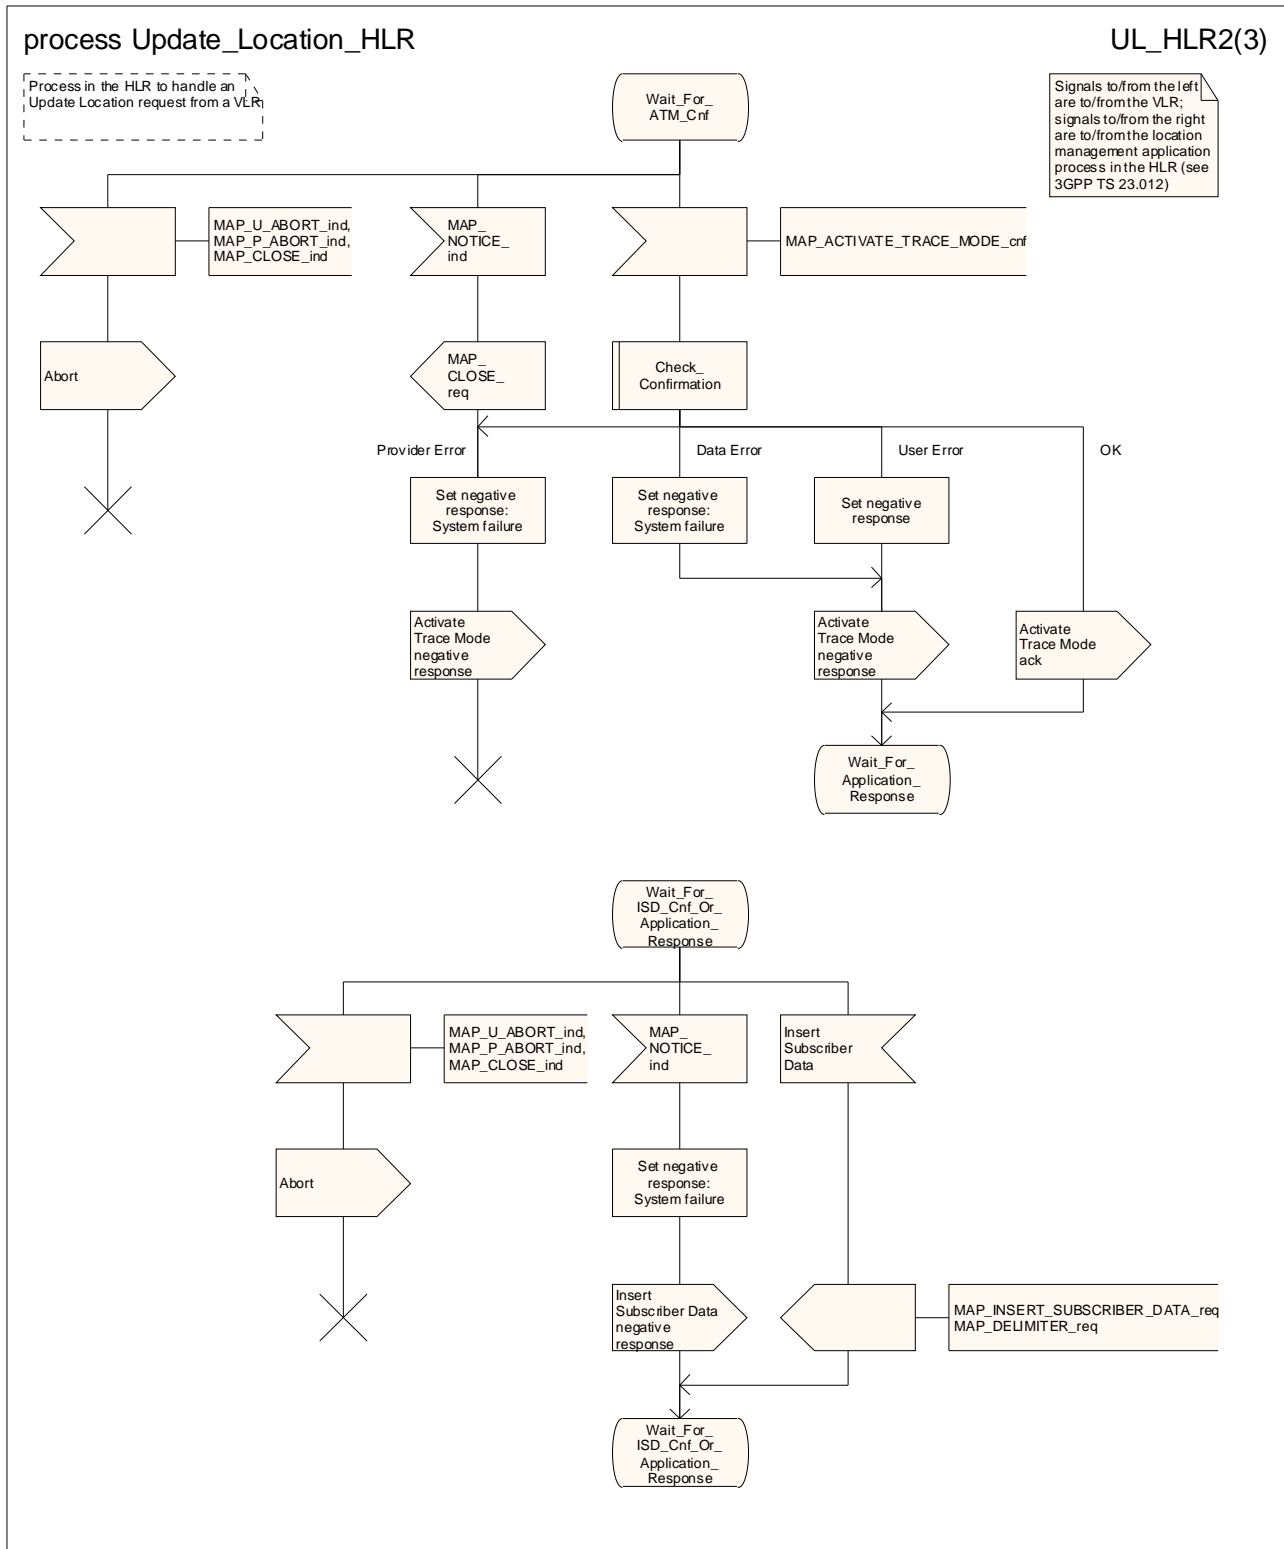 process Update_Location_HLR
UL_HLR2(3)
Process in the HLR to handle an
Update Location request from a VLR
Signals to/from the left
are to/from the VLR;
signals to/from the right
are to/from the location
management application
process in the HLR (see
3GPP TS 23.012)
Wait_For_
ATM_Cnf
MAP_U_ABORT_ind,
MAP_P_ABORT_ind,
MAP_CLOSE_ind
MAP_
NOTICE_
ind
MAP_ACTIVATE_TRACE_MODE_cnf
Abort
MAP_
CLOSE_
req
Check_
Confirmation
Provider Error
Data Error
User Error
OK
Set negative
response:
System failure
Set negative
response:
System failure
Set negative
response
Activate
Trace Mode
negative
response
Activate
Trace Mode
negative
response
Activate
Trace Mode
ack
Wait_For_
Application_
Response
Wait_For_
ISD_Cnf_Or_
Application_
Response
MAP_U_ABORT_ind,
MAP_P_ABORT_ind,
MAP_CLOSE_ind
MAP_
NOTICE_
ind
Insert
Subscriber
Data
Abort
Set negative
response:
System failure
Insert
Subscriber Data
negative
response
MAP_INSERT_SUBSCRIBER_DATA_req
MAP_DELIMITER_req
Wait_For_
ISD_Cnf_Or_
Application_
Response